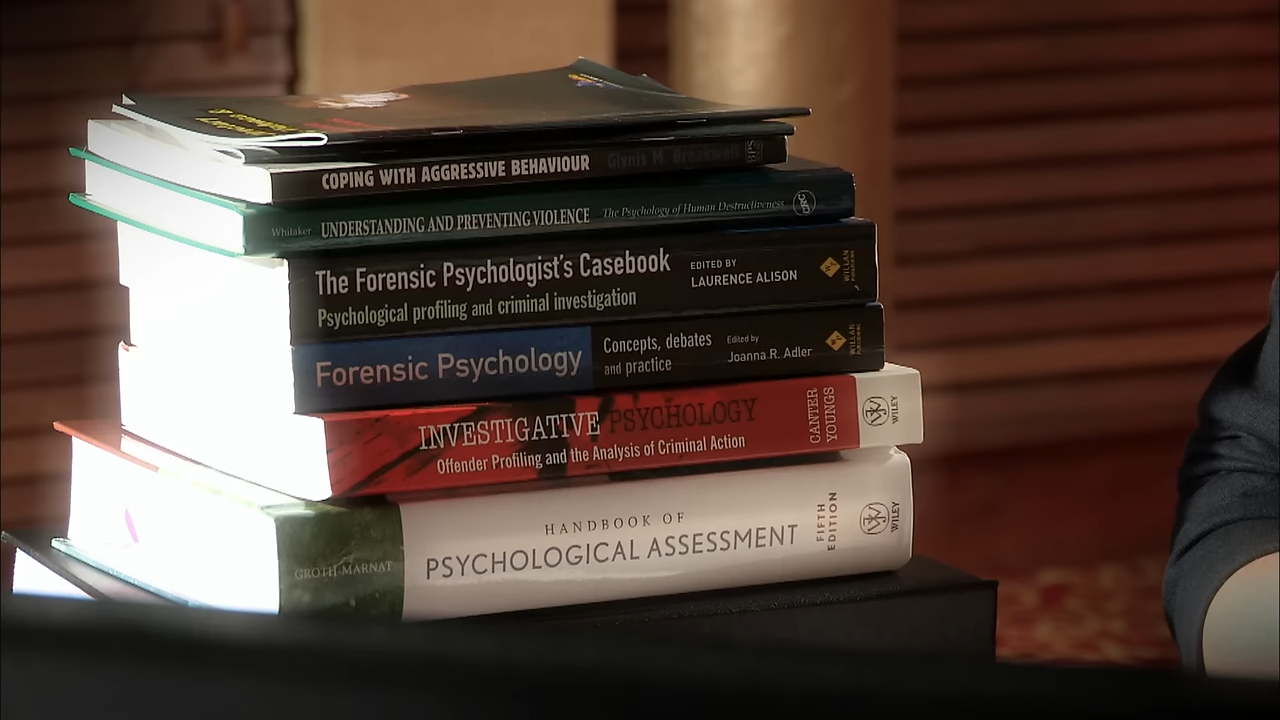 COPING WITH AGGRESSIVE BEHAVIOUR Glynis M. Breakwell BPS
Whitaker UNDERSTANDING AND PREVENTING VIOLENCE The Psychology of Human Destructiveness CRC
The Forensic Psychologist's Casebook
Psychological profiling and criminal investigation
EDITED BY
LAURENCE ALISON
WILLAN
PUBLISHING
Forensic Psychology
Concepts, debates
and practice
Edited by
Joanna R. Adler
WILLAN
PUBLISHING
INVESTIGATIVE PSYCHOLOGY
Offender Profiling and the Analysis of Criminal Action
CANTER
YOUNGS
WILEY
GROTH-MARNAT
HANDBOOK OF
PSYCHOLOGICAL ASSESSMENT
FIFTH
EDITION
WILEY